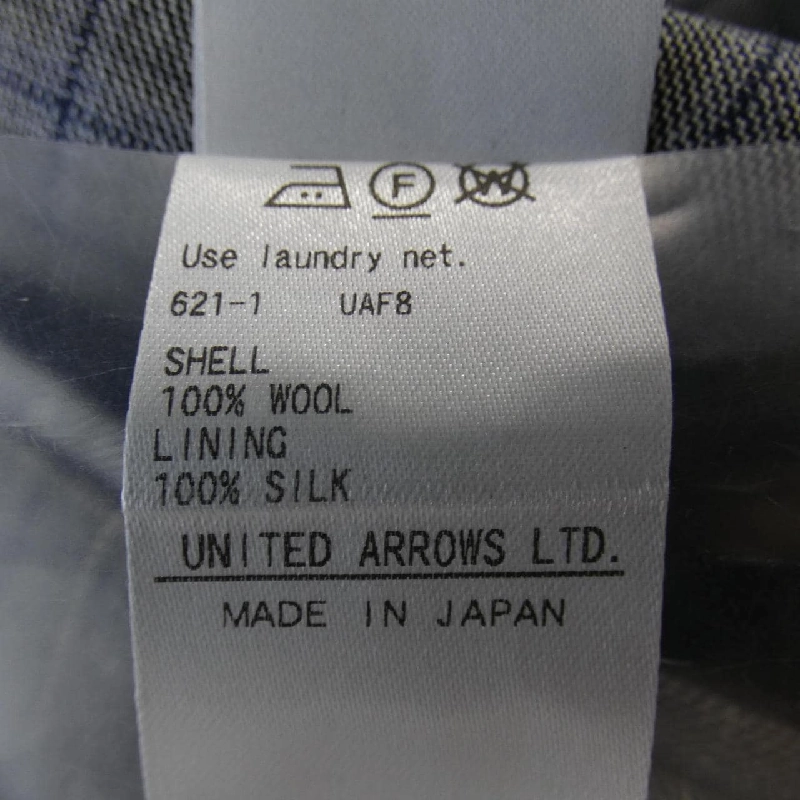 F W
Use laundry net.
621-1 UAF8
SHELL
100% WOOL
LINING
100% SILK
UNITED ARROWS LTD.
MADE IN JAPAN